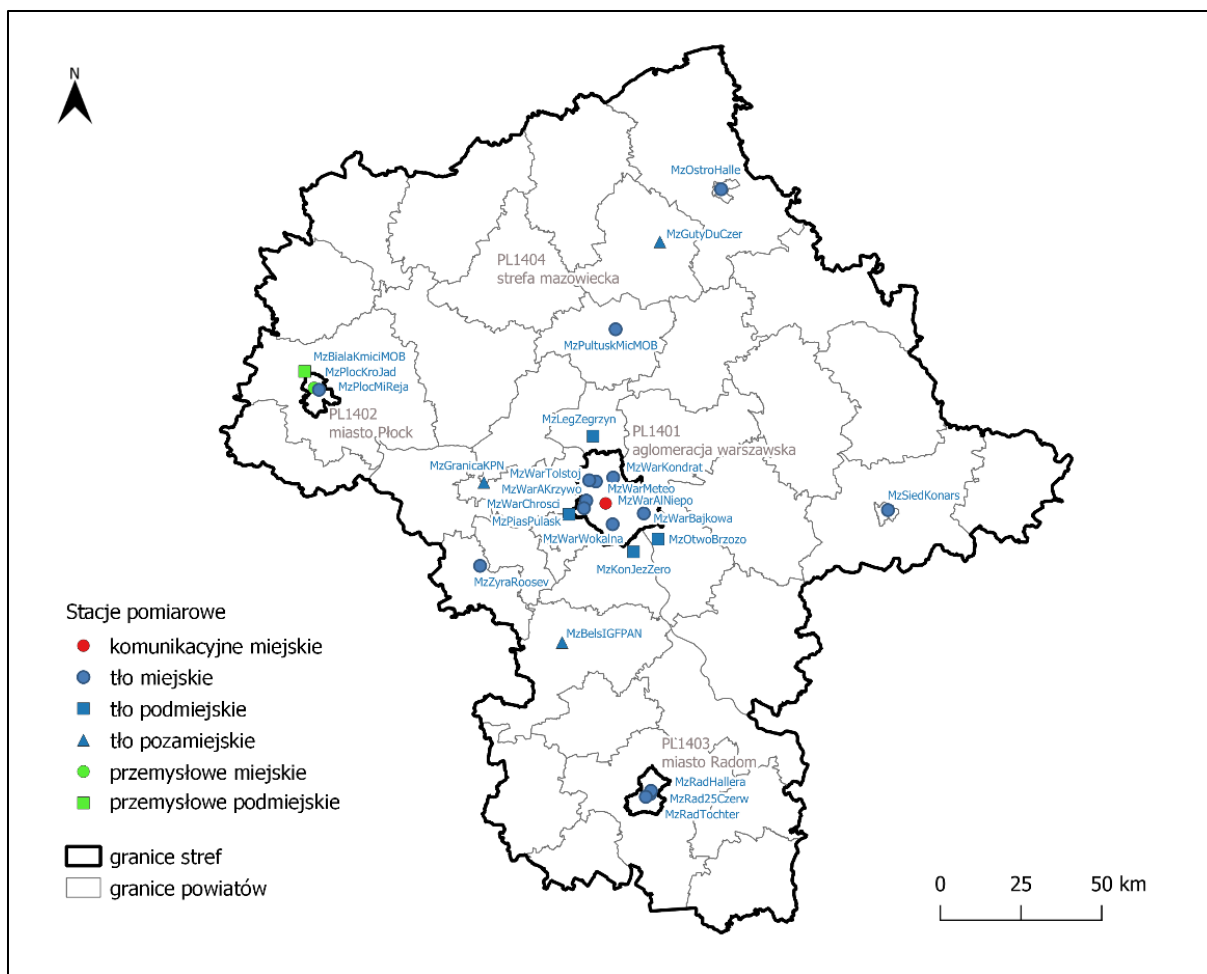 N
MzOstroHalle
MzGutyDuCzer
PL1404
strefa mazowiecka
MzPultuskMicMOB
MzBialaKmiciMOB
MzPlocKroJad
MzPlocMiReja
PL1402
miasto Płock
MzLegZegrzyn
PL1401
aglomeracja warszawska
MzGranicaKPN
MzWarTolstoj
MzWarKondrat
MzWarAKrzywo
MzWarMeteo
MzWarChrosci
MzWarAlNiepo
MzPiasPulask
MzWarBajkowa
MzWarWokalna
MzOtwoBrzozo
MzKonJezZero
MzSiedKonars
MzZyraRoosev
MzBelsIGFPAN
PL1403
miasto Radom
MzRadHallera
MzRad25Czerw
MzRadTochter
Stacje pomiarowe
komunikacyjne miejskie
tło miejskie
tło podmiejskie
tło pozamiejskie
przemysłowe miejskie
przemysłowe podmiejskie
granice stref
granice powiatów
0 25 50 km